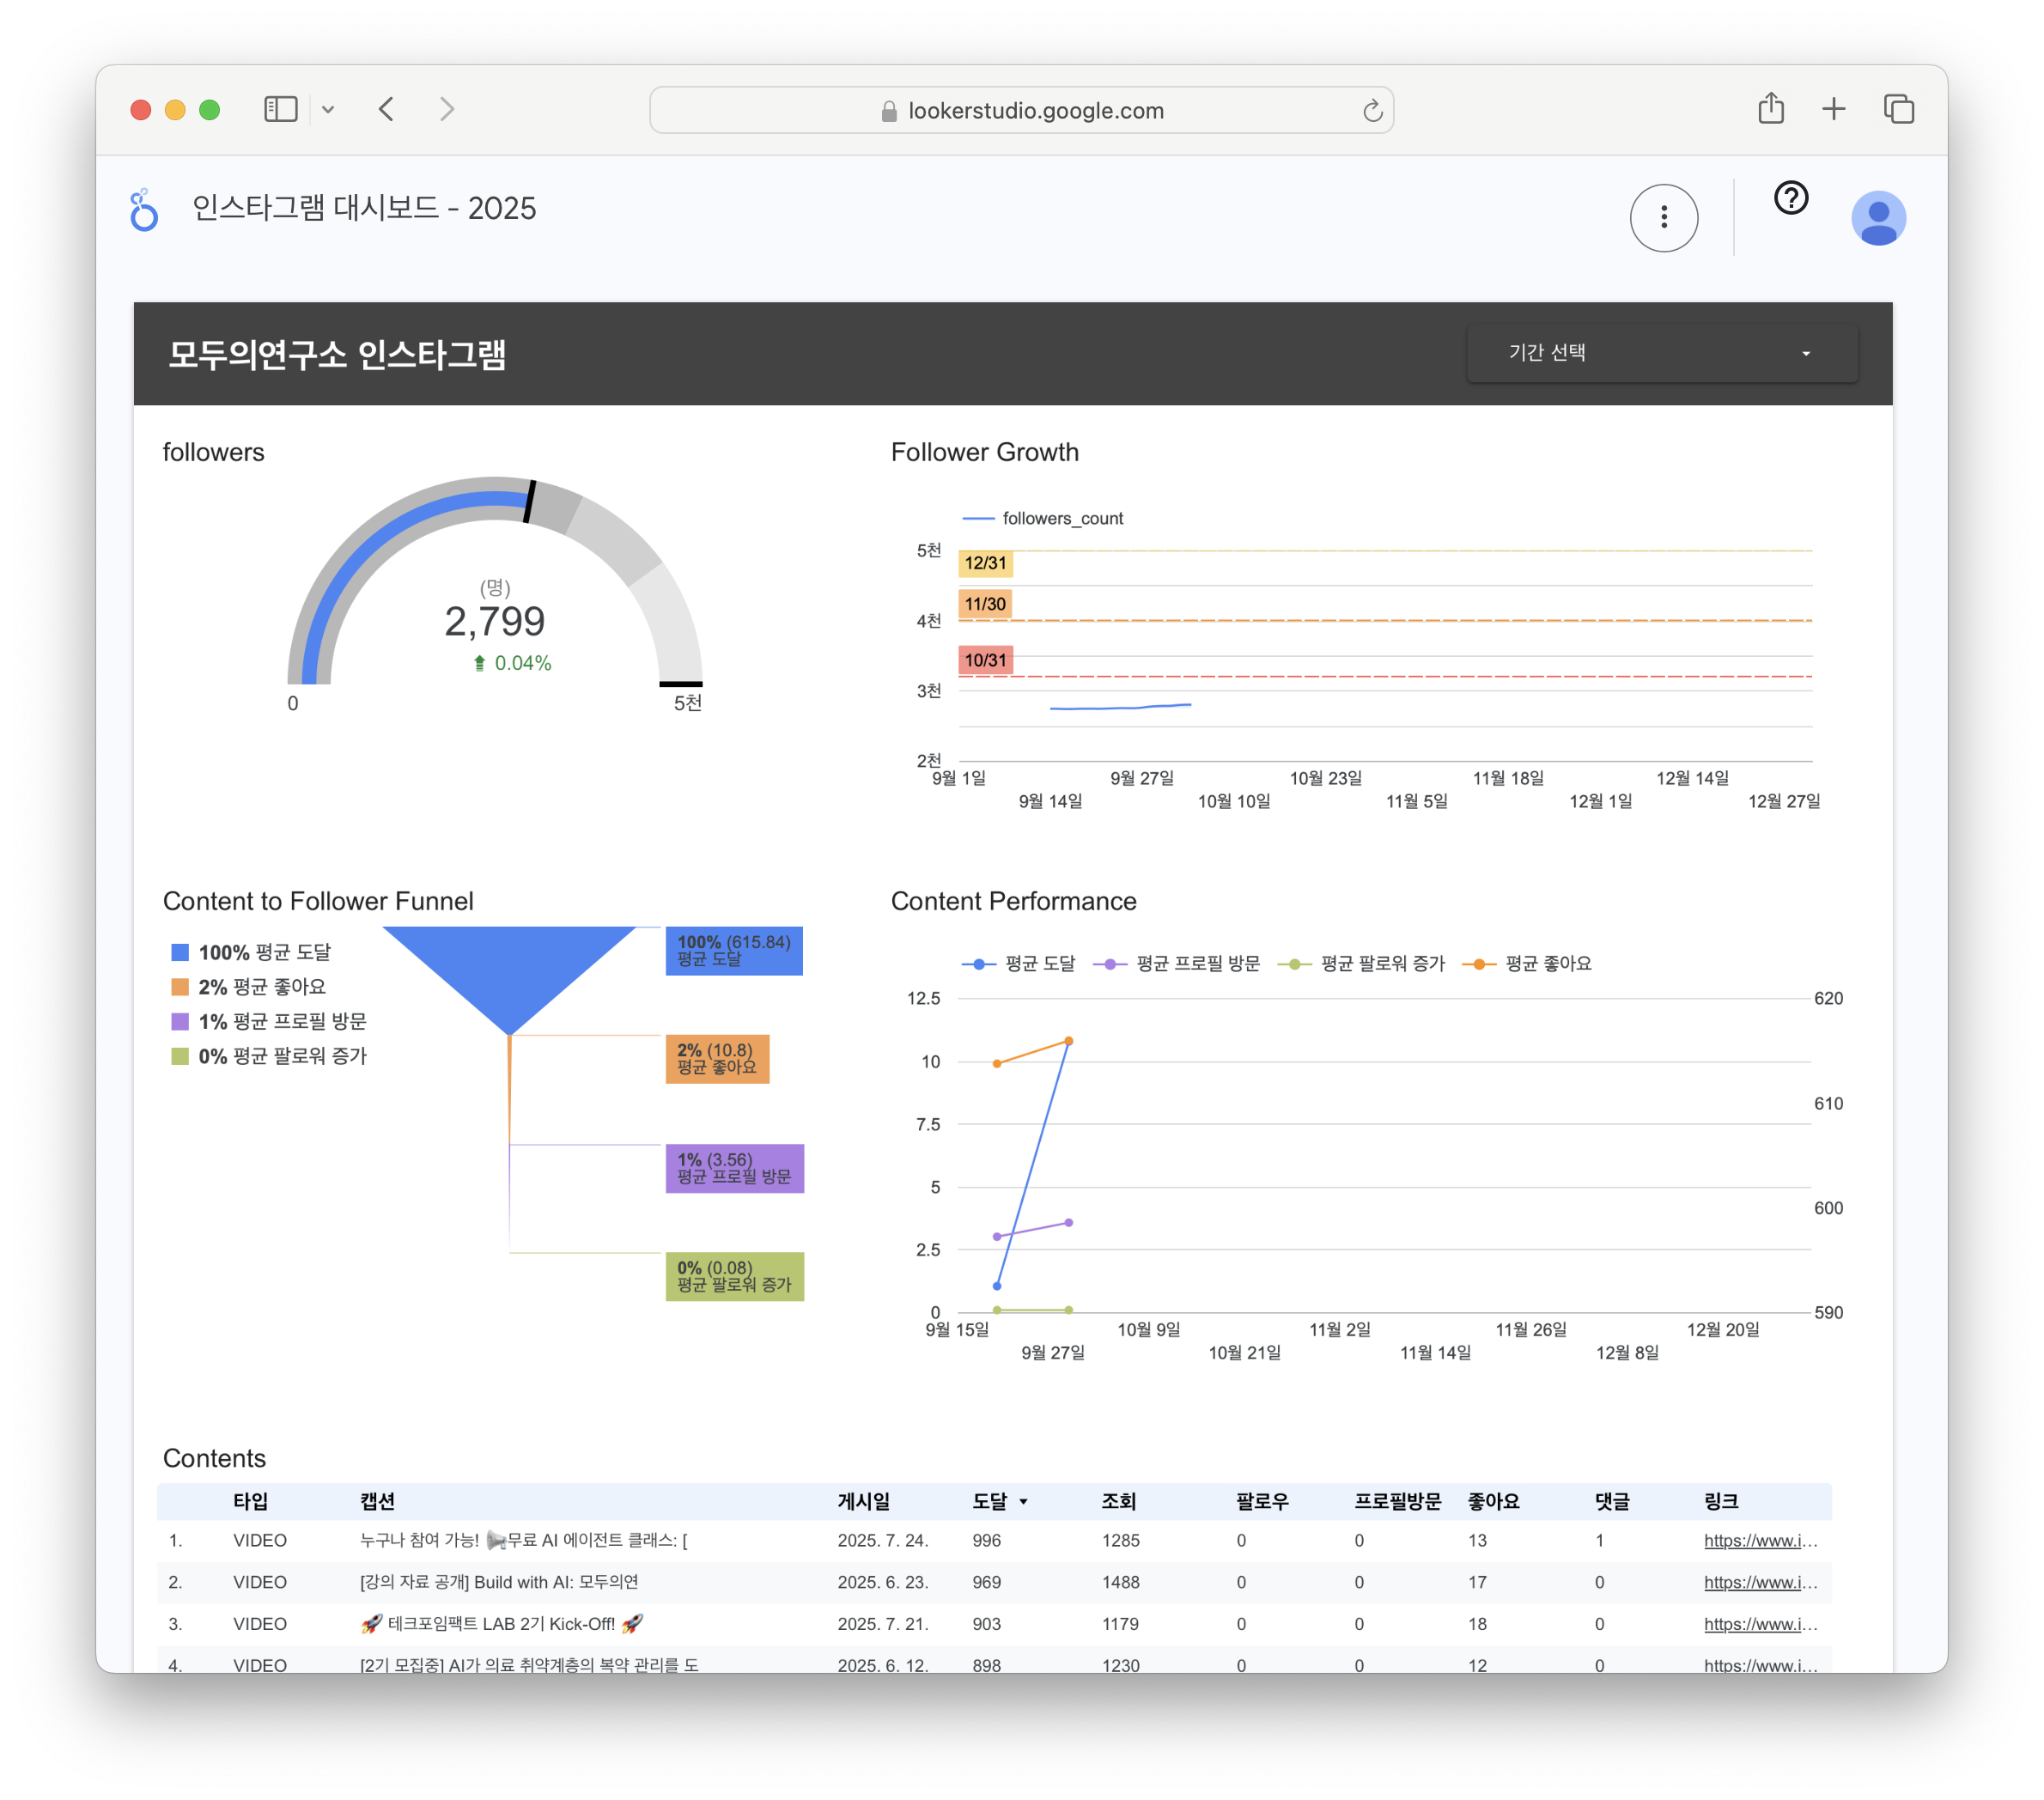 lookerstudio.google.com
인스타그램 대시보드 - 2025
모두의연구소 인스타그램
기간 선택
followers
(명)
2,799
0.04%
0
5천
Follower Growth
followers_count
5천
12/31
11/30
4천
10/31
3천
2천
9월 1일
9월 27일
10월 23일
11월 18일
12월 14일
9월 14일
10월 10일
11월 5일
12월 1일
12월 27일
Content to Follower Funnel
100% 평균 도달
2% 평균 좋아요
1% 평균 프로필 방문
0% 평균 팔로워 증가
100% (615.84)
평균 도달
2% (10.8)
평균 좋아요
1% (3.56)
평균 프로필 방문
0% (0.08)
평균 팔로워 증가
Content Performance
평균 도달 평균 프로필 방문 평균 팔로워 증가 평균 좋아요
12.5
10
7.5
5
2.5
0
620
610
600
590
9월 15일
10월 9일
11월 2일
11월 26일
12월 20일
9월 27일
10월 21일
11월 14일
12월 8일
Contents
타입 캡션 게시일 도달 조회 팔로우 프로필방문 좋아요 댓글 링크
1. VIDEO 누구나 참여 가능! 📢무료 AI 에이전트 클래스: [ 2025. 7. 24. 996 1285 0 0 13 1 https://www.i...
2. VIDEO [강의 자료 공개] Build with AI: 모두의연 2025. 6. 23. 969 1488 0 0 17 0 https://www.i...
3. VIDEO 🚀 테크포임팩트 LAB 2기 Kick-Off! 🚀 2025. 7. 21. 903 1179 0 0 18 0 https://www.i...
4. VIDEO [2기 모집중] AI가 의료 취약계층의 복약 관리를 도 2025. 6. 12. 898 1230 0 0 12 0 https://www.i...